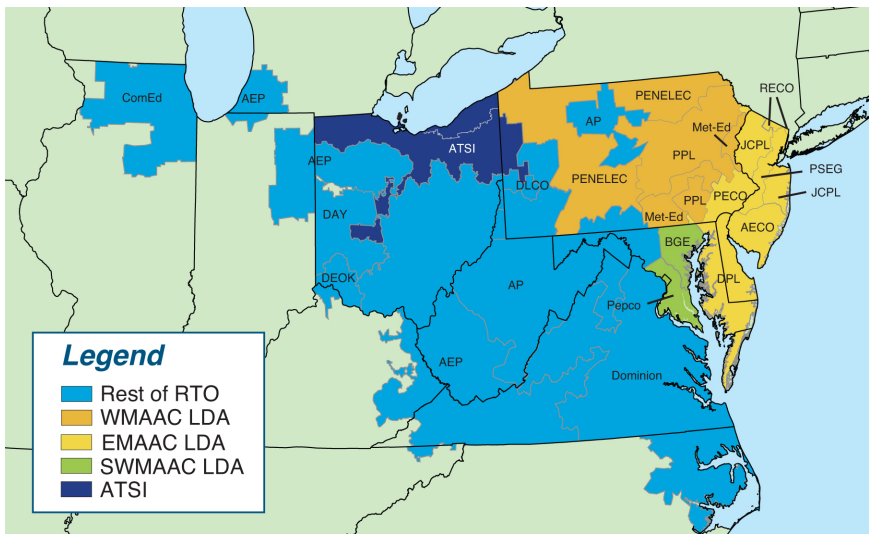 ComEd
AEP
PENELEC
RECO
AP
Met-Ed
JCPL
ATSI
PPL
AEP
PSEG
DLCO
PENELEC
JCPL
PPL
PECO
DAY
Met-Ed
AECO
BGE
DEOK
DPL
AP
Pepco
AEP
Dominion
Legend
Rest of RTO
WMAAC LDA
EMAAC LDA
SWMAAC LDA
ATSI